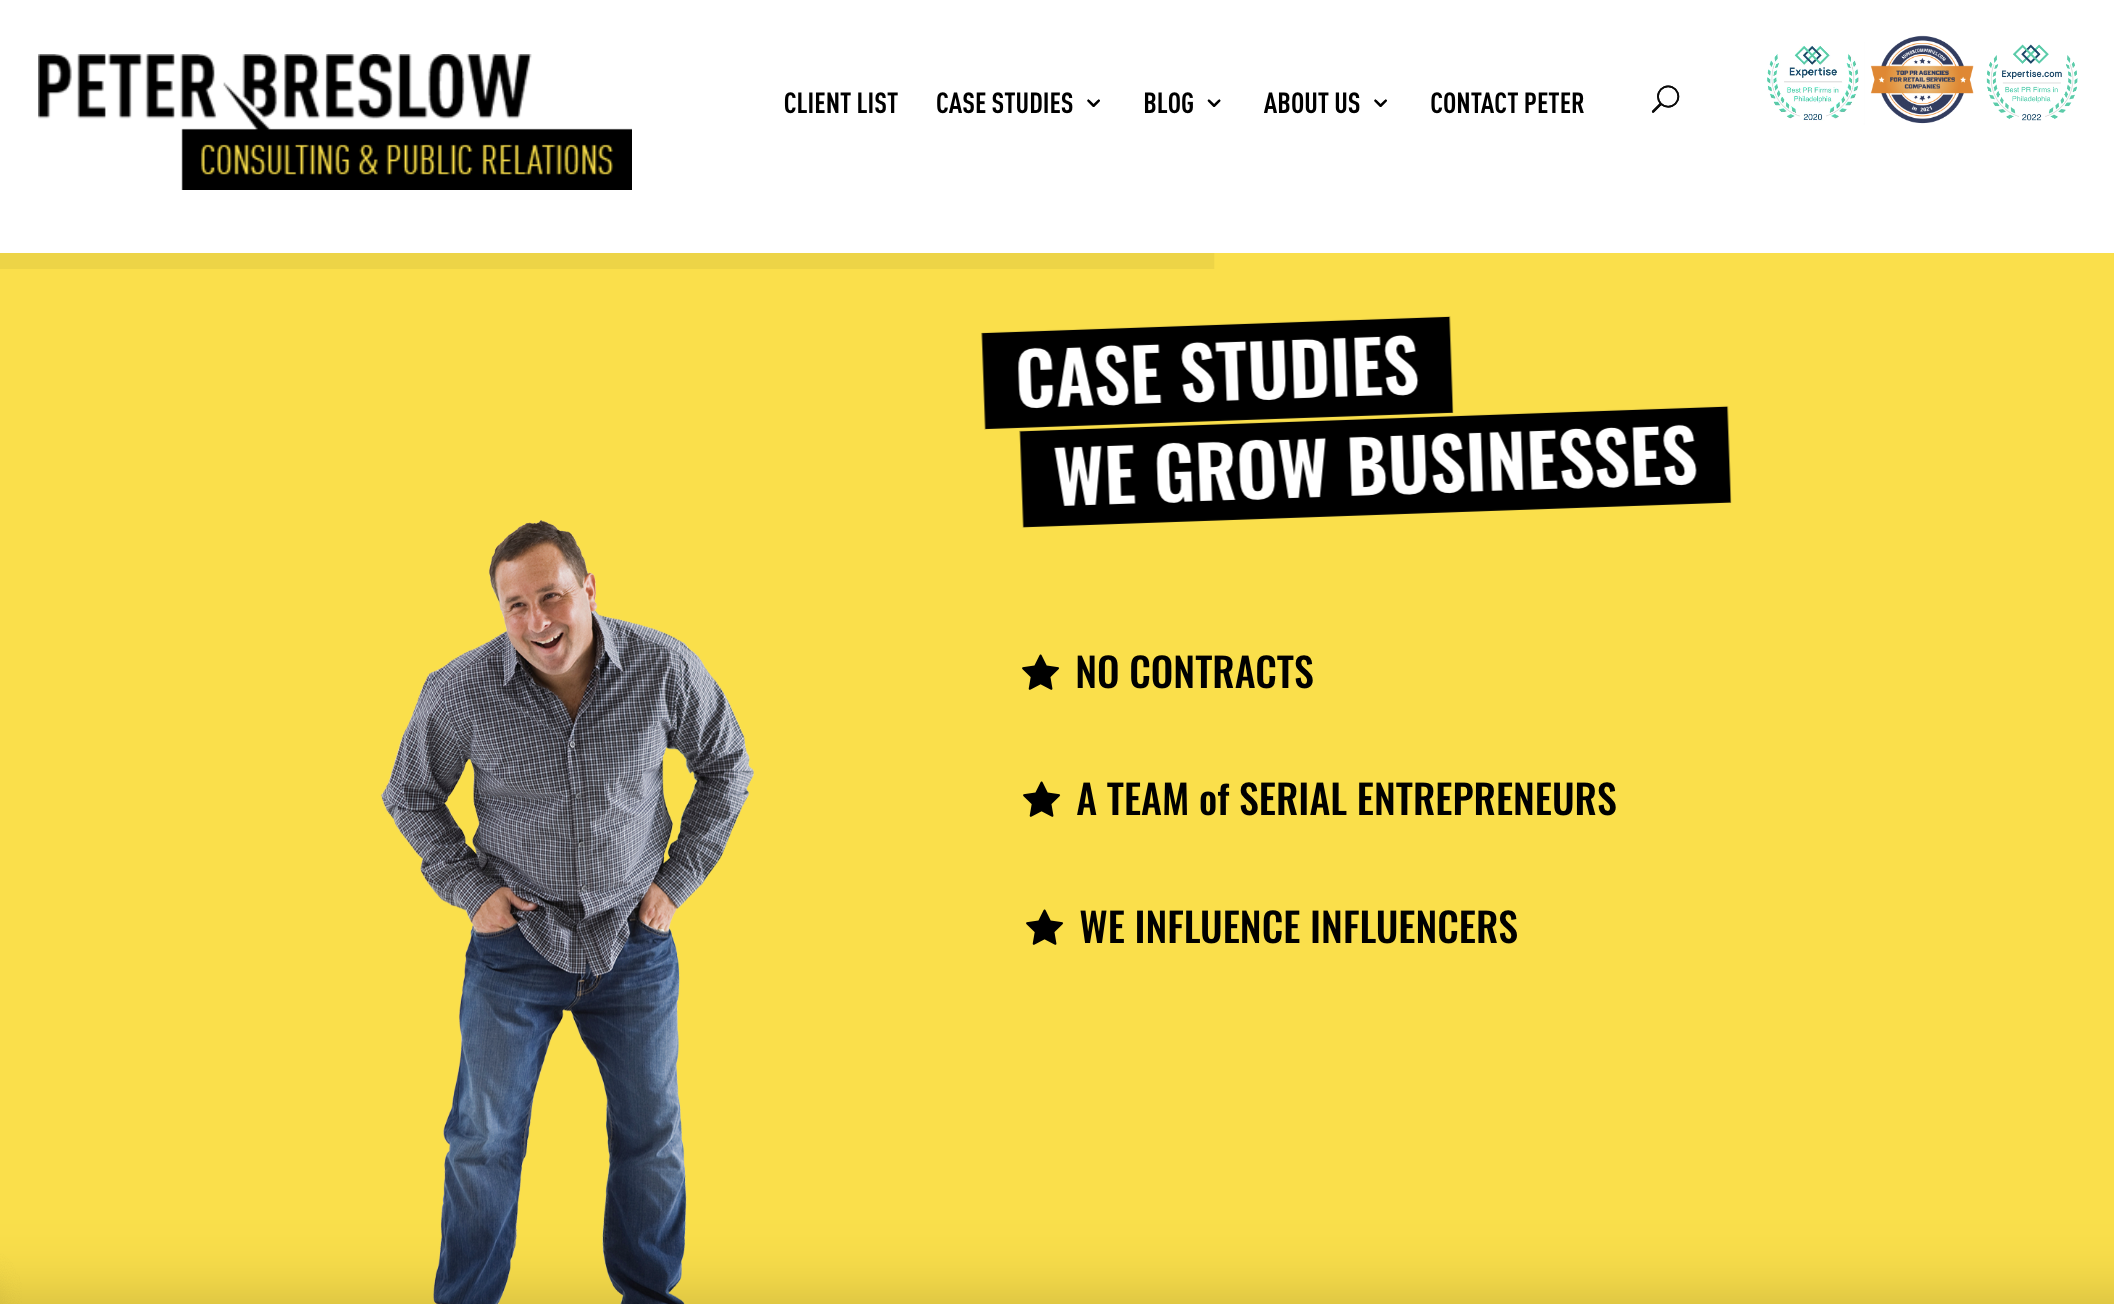 PETER BRESLOW
CONSULTING & PUBLIC RELATIONS
CLIENT LIST
CASE STUDIES
BLOG
ABOUT US
CONTACT PETER
Expertise
Best PR Firms in
Philadelphia
2020
TOP PR AGENCIES
FOR RETAIL SERVICES
COMPANIES
IN 2021
Expertise.com
Best PR Firms in
Philadelphia
2022
CASE STUDIES
WE GROW BUSINESSES
NO CONTRACTS
A TEAM of SERIAL ENTREPRENEURS
WE INFLUENCE INFLUENCERS